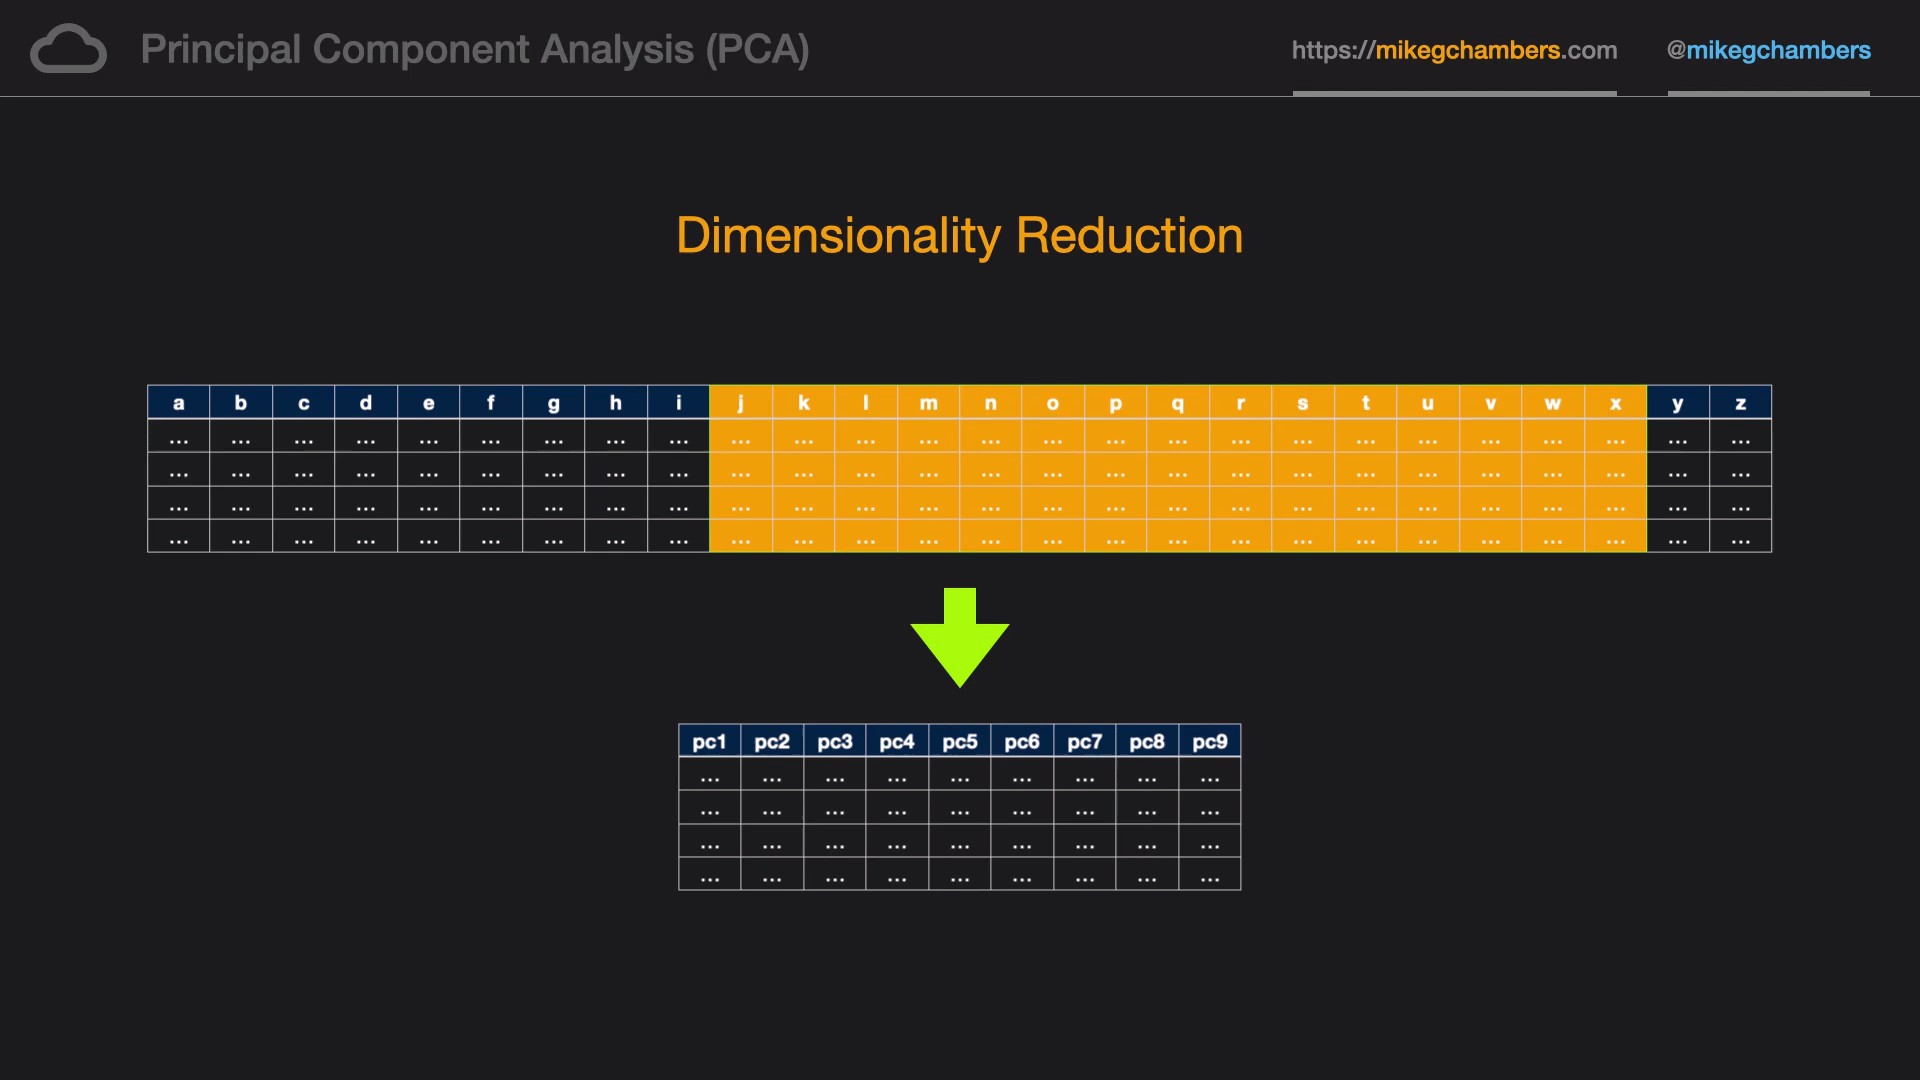 Principal Component Analysis (PCA)
https://mikegchambers.com
@mikegchambers
Dimensionality Reduction
a b c d e f g h i j k l m n o p q r s t u v w x y z
... ... ... ... ... ... ... ... ... ... ... ... ... ... ... ... ... ... ... ... ... ... ... ... ... ...
... ... ... ... ... ... ... ... ... ... ... ... ... ... ... ... ... ... ... ... ... ... ... ... ... ...
... ... ... ... ... ... ... ... ... ... ... ... ... ... ... ... ... ... ... ... ... ... ... ... ... ...
... ... ... ... ... ... ... ... ... ... ... ... ... ... ... ... ... ... ... ... ... ... ... ... ... ...
pc1 pc2 pc3 pc4 pc5 pc6 pc7 pc8 pc9
... ... ... ... ... ... ... ... ...
... ... ... ... ... ... ... ... ...
... ... ... ... ... ... ... ... ...
... ... ... ... ... ... ... ... ...